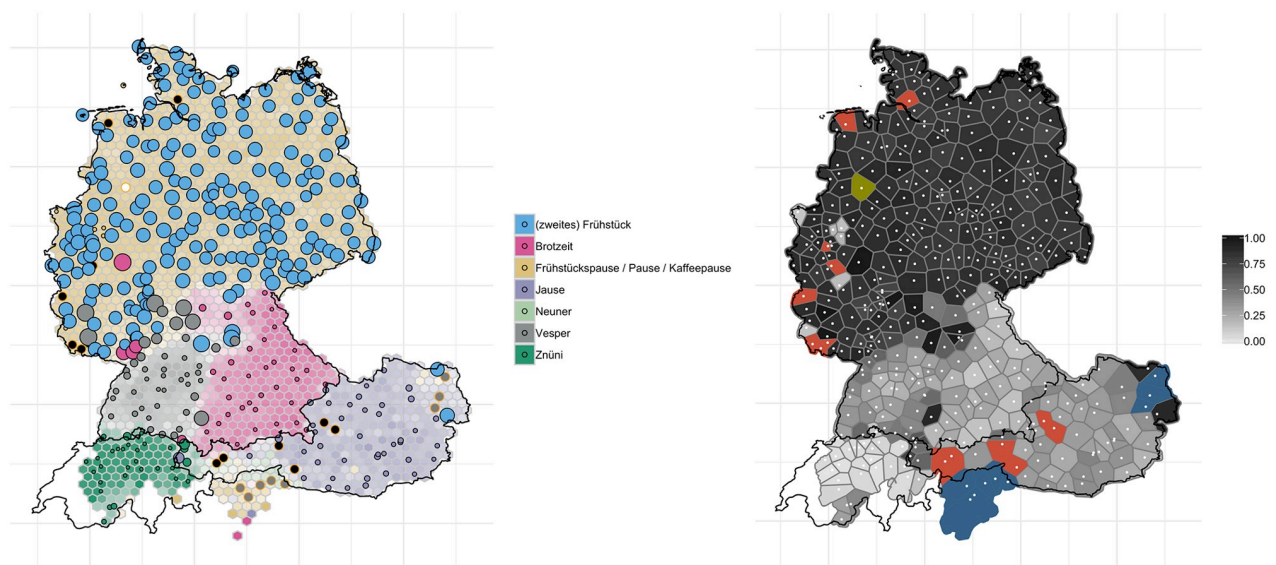 (zweites) Frühstück
Brotzeit
Frühstückspause / Pause / Kaffeepause
Jause
Neuner
Vesper
Znüni
1.00
0.75
0.50
0.25
0.00